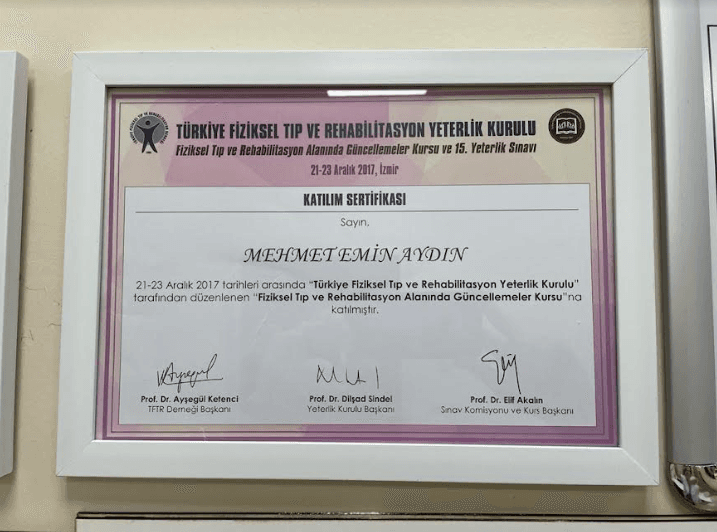 TÜRKİYE FİZİKSEL TIP VE REHABİLİTASYON YETERLİK KURULU
Fiziksel Tıp ve Rehabilitasyon Alanında Güncellemeler Kursu ve 15. Yeterlik Sınavı
21-23 Aralık 2017, İzmir
KATILIM SERTİFİKASI
Sayın,
MEHMET EMİN AYDIN
21-23 Aralık 2017 tarihleri arasında "Türkiye Fiziksel Tıp ve Rehabilitasyon Yeterlik Kurulu"
tarafından düzenlenen "Fiziksel Tıp ve Rehabilitasyon Alanında Güncellemeler Kursu"na
katılmıştır.
Prof. Dr. Ayşegül Ketenci
TFTR Derneği Başkanı
Prof. Dr. Dilşad Sindel
Yeterlik Kurulu Başkanı
Prof. Dr. Elif Akalın
Sınav Komisyonu ve Kurs Başkanı